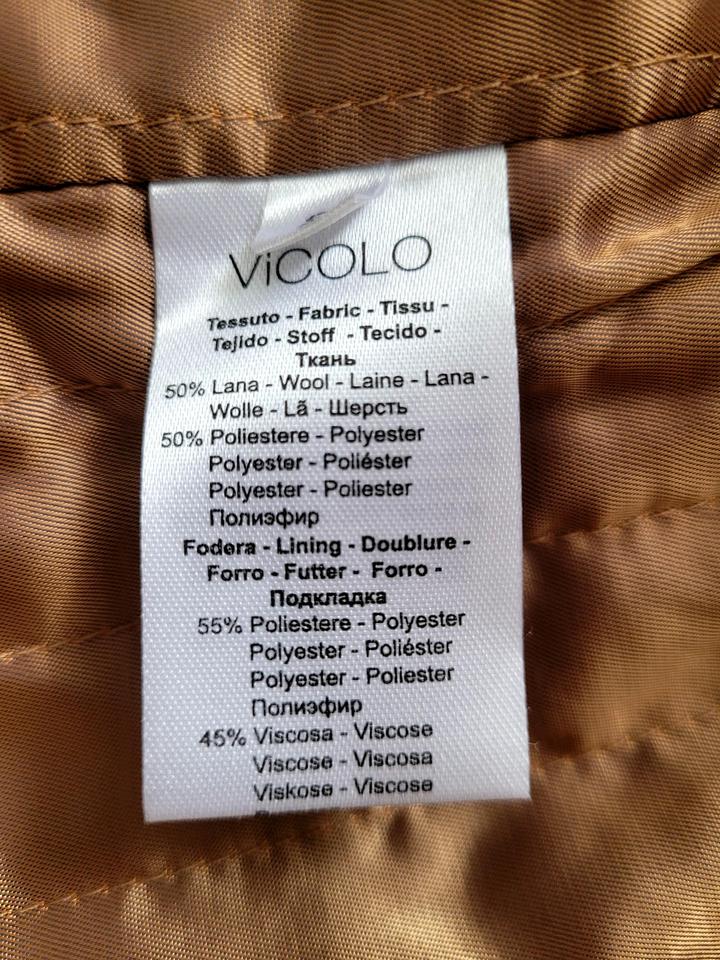 ViCOLO
Tessuto - Fabric - Tissu -
Tejido - Stoff - Tecido -
Ткань
50% Lana - Wool - Laine - Lana -
Wolle - Lã - Шерсть
50% Poliestere - Polyester
Polyester - Poliéster
Polyester - Poliester
Полиэфир
Fodera - Lining - Doublure -
Forro - Futter - Forro -
Подкладка
55% Poliestere - Polyester
Polyester - Poliéster
Polyester - Poliester
Полиэфир
45% Viscosa - Viscose
Viscose - Viscosa
Viskose - Viscose